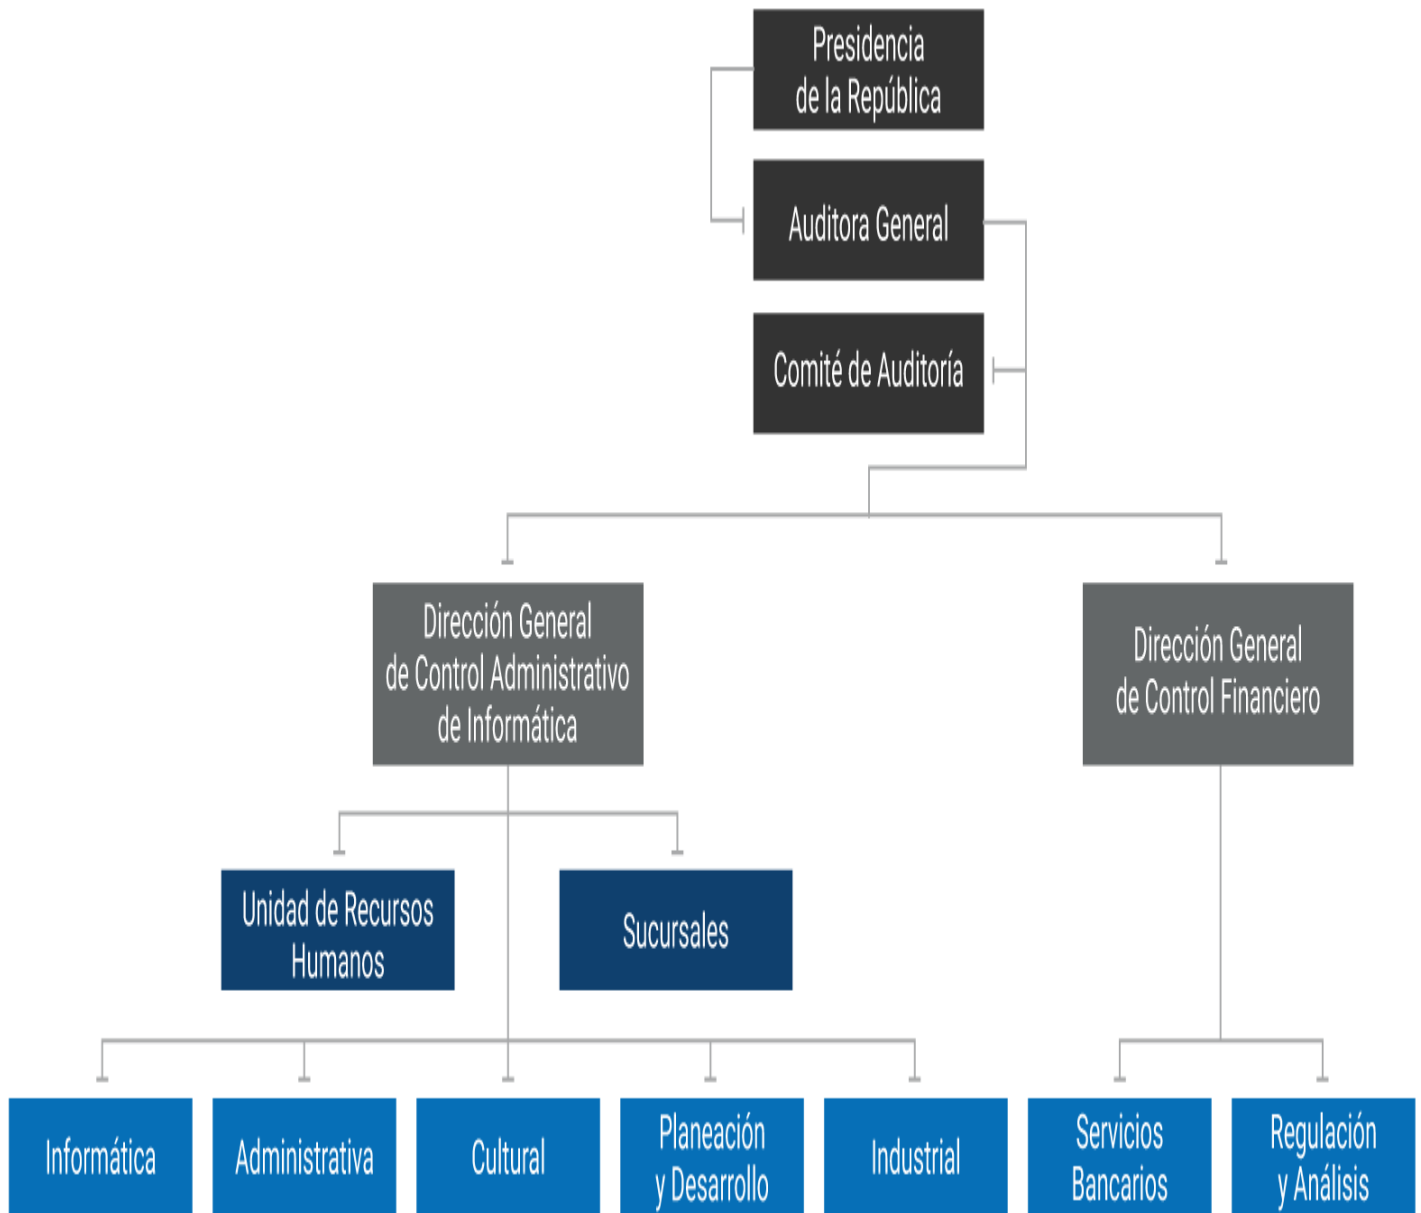 Presidencia
de la República
Auditora General
Comité de Auditoría
Dirección General
de Control Administrativo
de Informática
Dirección General
de Control Financiero
Unidad de Recursos
Humanos
Sucursales
Informática
Administrativa
Cultural
Planeación
y Desarrollo
Industrial
Servicios
Bancarios
Regulación
y Análisis